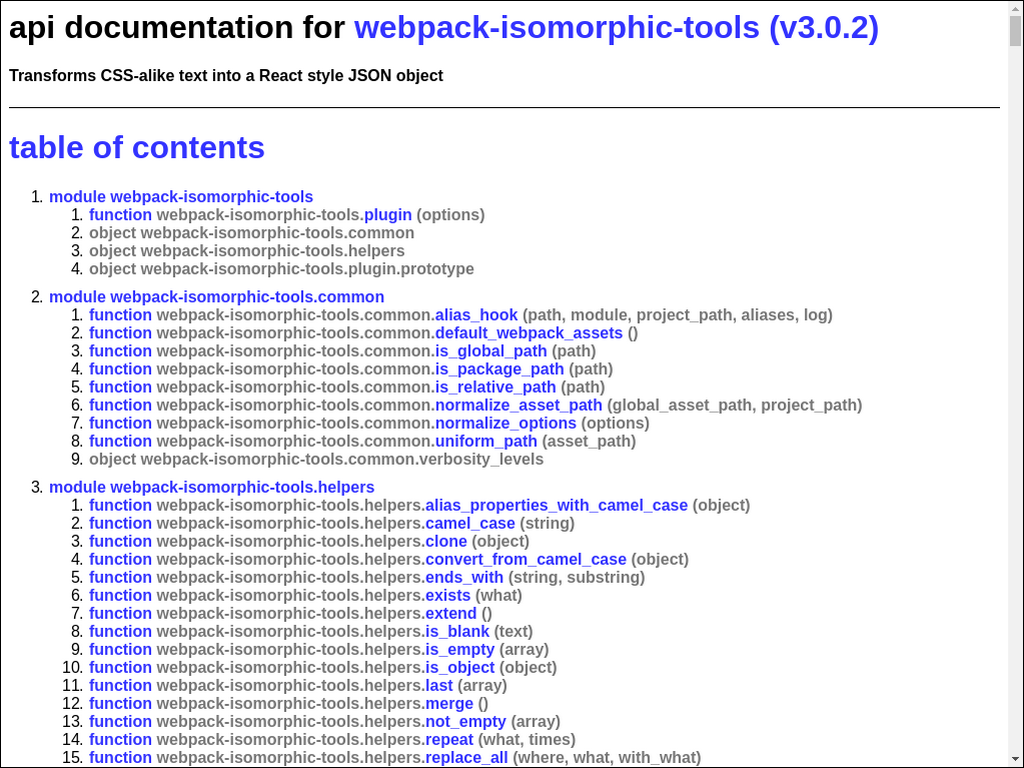 api documentation for webpack-isomorphic-tools (v3.0.2)
Transforms CSS-alike text into a React style JSON object
table of contents
1. module webpack-isomorphic-tools
1. function webpack-isomorphic-tools.plugin (options)
2. object webpack-isomorphic-tools.common
3. object webpack-isomorphic-tools.helpers
4. object webpack-isomorphic-tools.plugin.prototype
2. module webpack-isomorphic-tools.common
1. function webpack-isomorphic-tools.common.alias_hook (path, module, project_path, aliases, log)
2. function webpack-isomorphic-tools.common.default_webpack_assets ()
3. function webpack-isomorphic-tools.common.is_global_path (path)
4. function webpack-isomorphic-tools.common.is_package_path (path)
5. function webpack-isomorphic-tools.common.is_relative_path (path)
6. function webpack-isomorphic-tools.common.normalize_asset_path (global_asset_path, project_path)
7. function webpack-isomorphic-tools.common.normalize_options (options)
8. function webpack-isomorphic-tools.common.uniform_path (asset_path)
9. object webpack-isomorphic-tools.common.verbosity_levels
3. module webpack-isomorphic-tools.helpers
1. function webpack-isomorphic-tools.helpers.alias_properties_with_camel_case (object)
2. function webpack-isomorphic-tools.helpers.camel_case (string)
3. function webpack-isomorphic-tools.helpers.clone (object)
4. function webpack-isomorphic-tools.helpers.convert_from_camel_case (object)
5. function webpack-isomorphic-tools.helpers.ends_with (string, substring)
6. function webpack-isomorphic-tools.helpers.exists (what)
7. function webpack-isomorphic-tools.helpers.extend ()
8. function webpack-isomorphic-tools.helpers.is_blank (text)
9. function webpack-isomorphic-tools.helpers.is_empty (array)
10. function webpack-isomorphic-tools.helpers.is_object (object)
11. function webpack-isomorphic-tools.helpers.last (array)
12. function webpack-isomorphic-tools.helpers.merge ()
13. function webpack-isomorphic-tools.helpers.not_empty (array)
14. function webpack-isomorphic-tools.helpers.repeat (what, times)
15. function webpack-isomorphic-tools.helpers.replace_all (where, what, with_what)